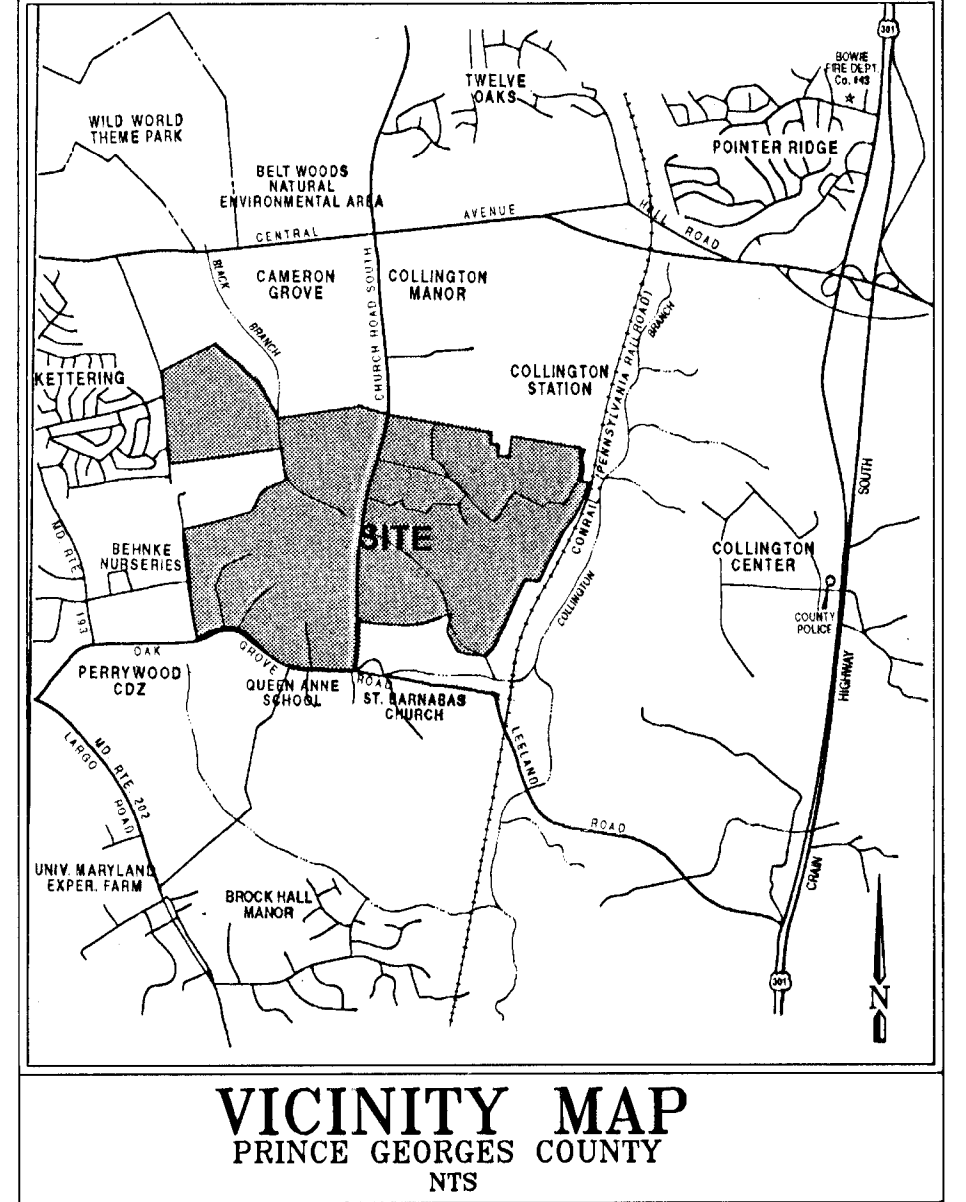 301
BOWIE
FIRE DEPT.
Co. #43
TWELVE
OAKS
WILD WORLD
THEME PARK
POINTER RIDGE
BELT WOODS
NATURAL
ENVIRONMENTAL AREA
CENTRAL
AVENUE
HALL ROAD
BLACK
BRANCH
CAMERON
GROVE
CHURCH ROAD SOUTH
COLLINGTON
MANOR
KETTERING
COLLINGTON
STATION
CONRAIL (PENNSYLVANIA RAILROAD)
BRANCH
SOUTH
SITE
MD RTE
193
BEHNKE
NURSERIES
COLLINGTON
CENTER
COLLINGTON
COUNTY
POLICE
OAK
GROVE
ROAD
PERRYWOOD
CDZ
QUEEN ANNE
SCHOOL
ST. BARNABAS
CHURCH
HIGHWAY
LARGO
ROAD
MD RTE. 202
LEELAND
ROAD
UNIV. MARYLAND
EXPER. FARM
BROCK HALL
MANOR
CRAIN
301
N
VICINITY MAP
PRINCE GEORGES COUNTY
NTS